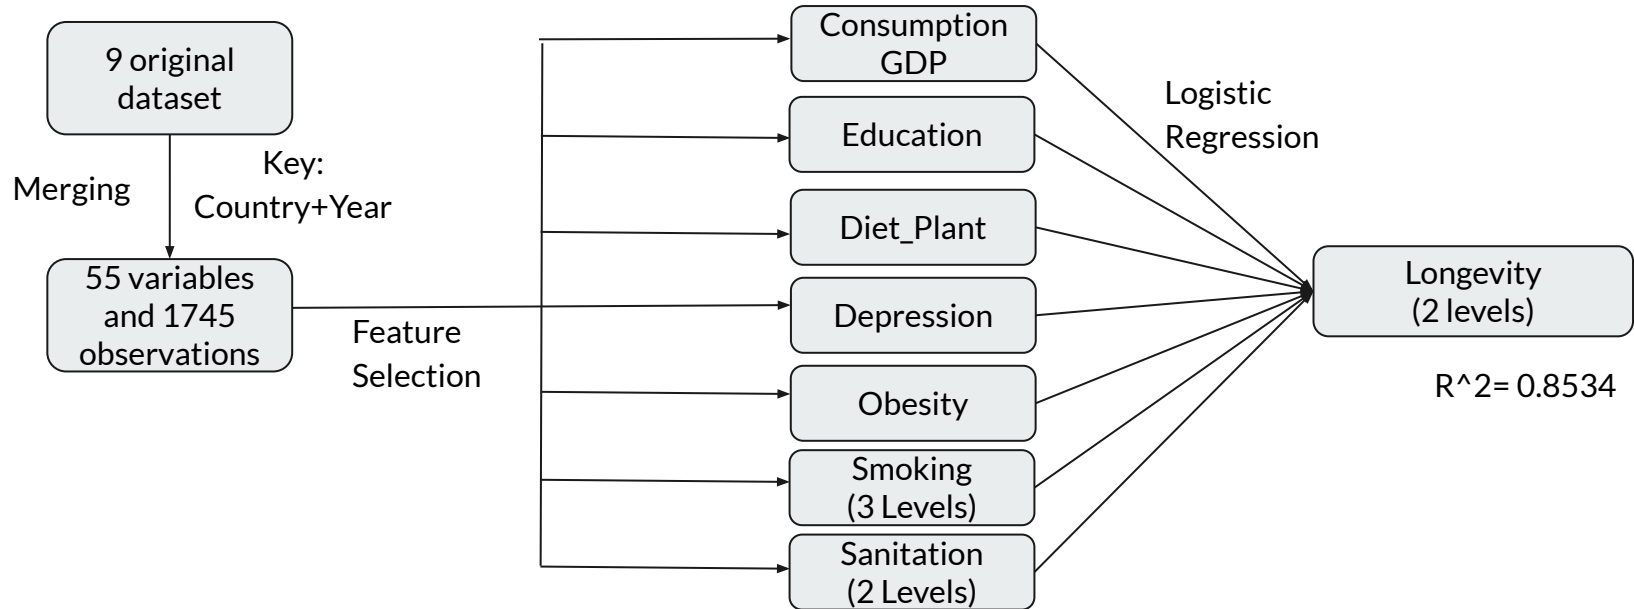 9 original
dataset
Merging
Key:
Country+Year
55 variables
and 1745
observations
Feature
Selection
Consumption
GDP
Education
Diet_Plant
Depression
Obesity
Smoking
(3 Levels)
Sanitation
(2 Levels)
Logistic
Regression
Longevity
(2 levels)
R^2= 0.8534